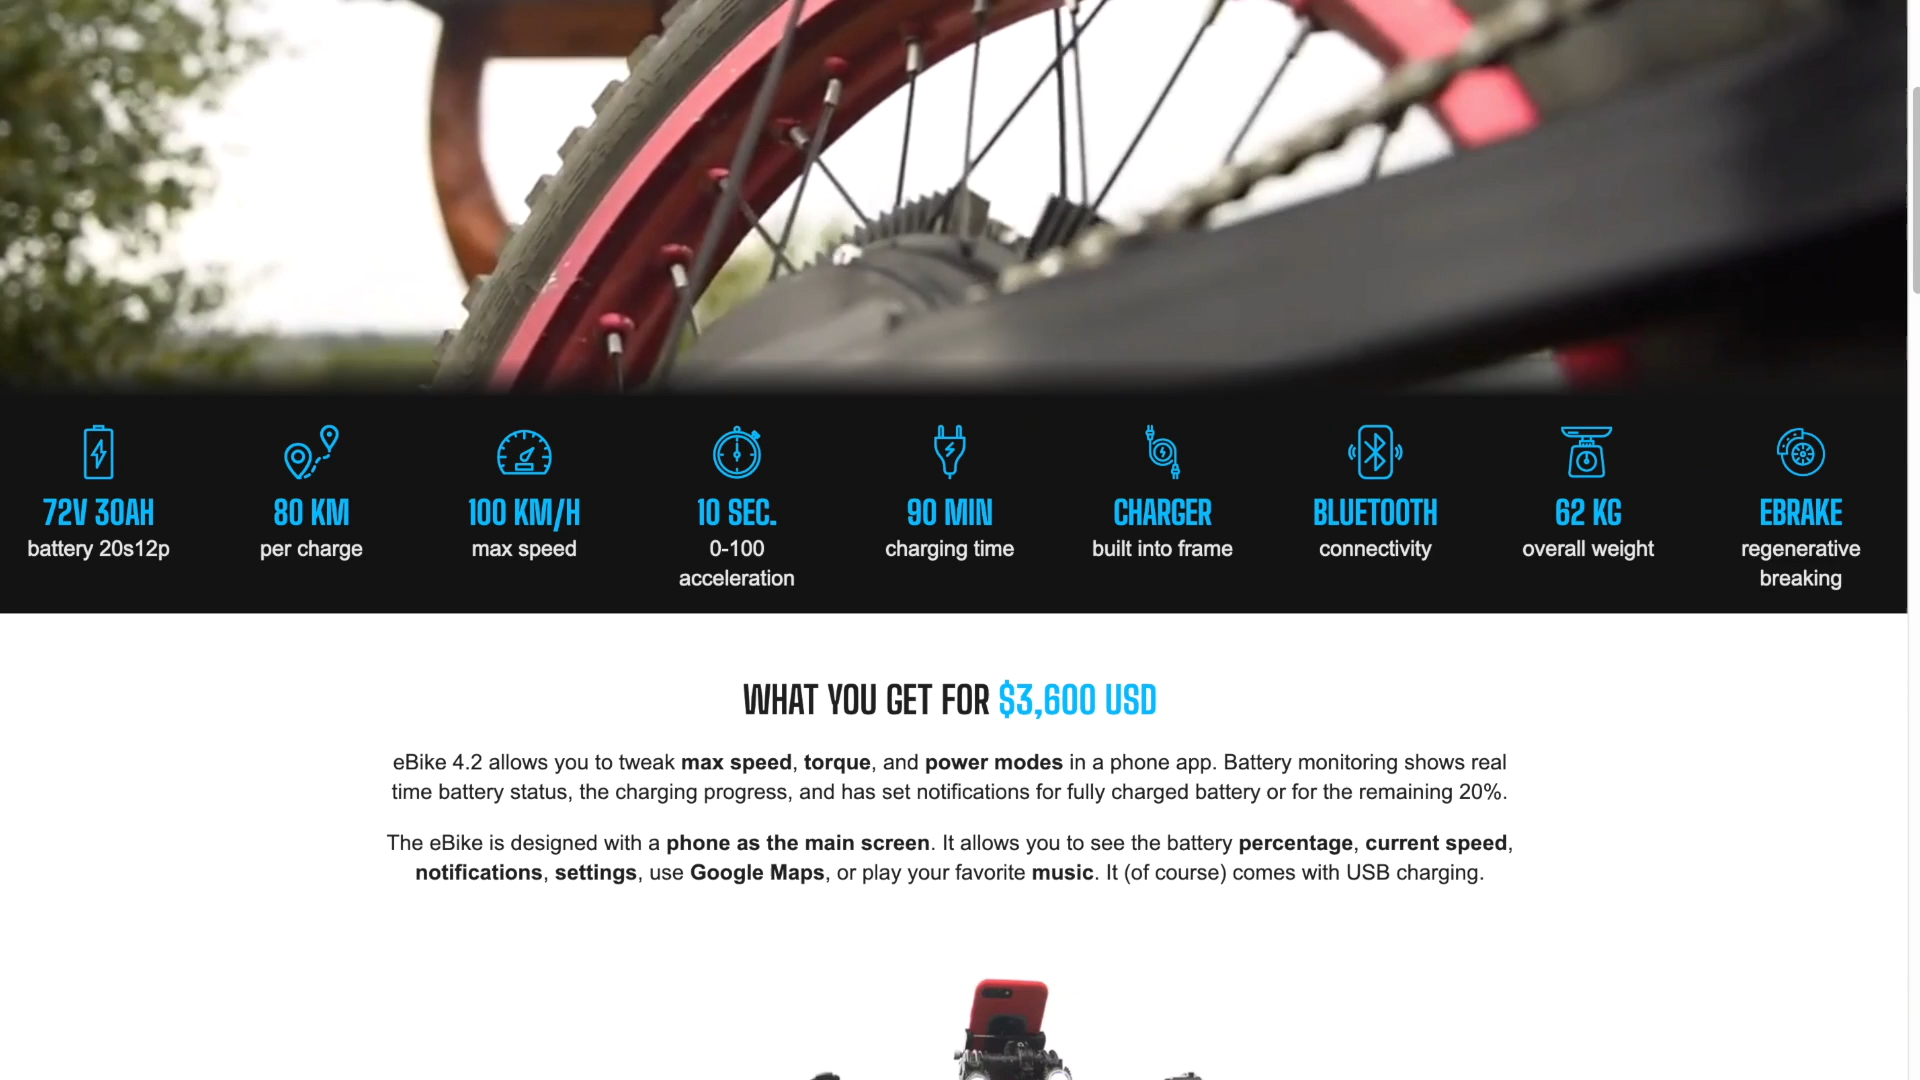 72V 30AH
battery 20s12p
80 KM
per charge
100 KM/H
max speed
10 SEC.
0-100
acceleration
90 MIN
charging time
CHARGER
built into frame
BLUETOOTH
connectivity
62 KG
overall weight
EBRAKE
regenerative
breaking
WHAT YOU GET FOR $3,600 USD
eBike 4.2 allows you to tweak max speed, torque, and power modes in a phone app. Battery monitoring shows real
time battery status, the charging progress, and has set notifications for fully charged battery or for the remaining 20%.
The eBike is designed with a phone as the main screen. It allows you to see the battery percentage, current speed,
notifications, settings, use Google Maps, or play your favorite music. It (of course) comes with USB charging.